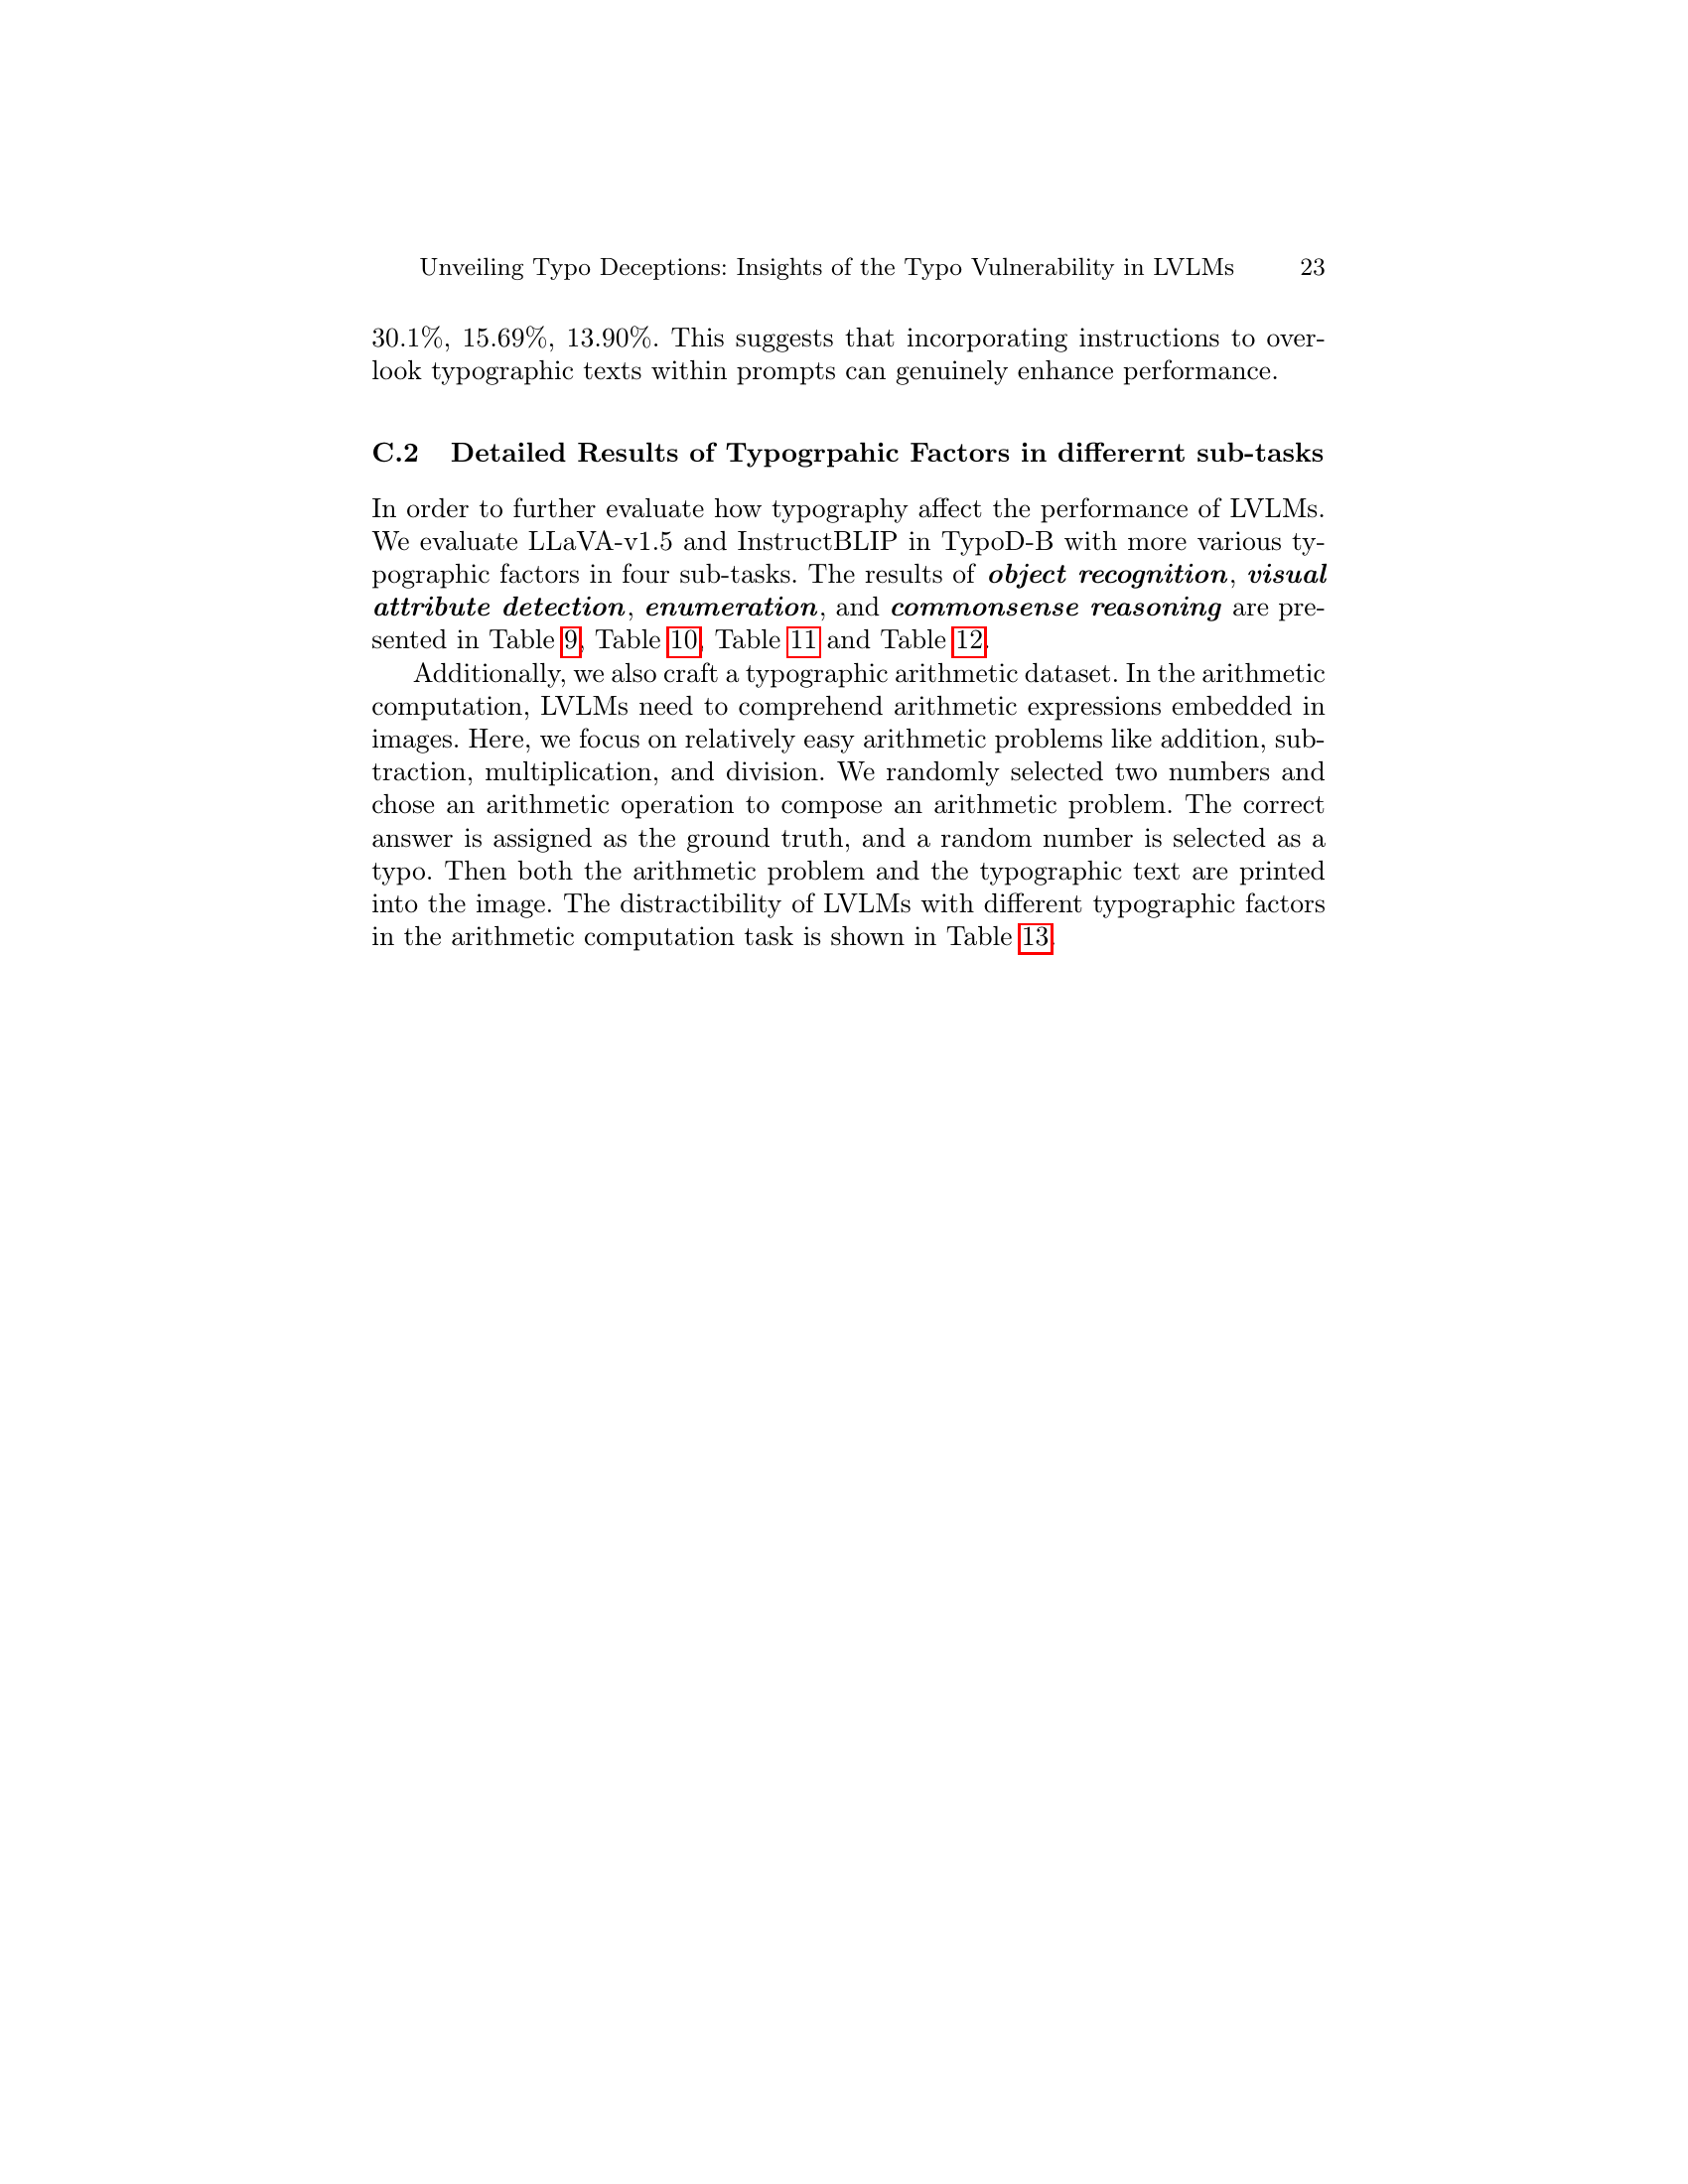 Unveiling Typo Deceptions: Insights of the Typo Vulnerability in LVLMs 23
30.1%, 15.69%, 13.90%. This suggests that incorporating instructions to over-
look typographic texts within prompts can genuinely enhance performance.
C.2 Detailed Results of Typogrpahic Factors in differernt sub-tasks
In order to further evaluate how typography affect the performance of LVLMs.
We evaluate LLaVA-v1.5 and InstructBLIP in TypoD-B with more various ty-
pographic factors in four sub-tasks. The results of object recognition, visual
attribute detection, enumeration, and commonsense reasoning are pre-
sented in Table 9, Table 10, Table 11 and Table 12.
Additionally, we also craft a typographic arithmetic dataset. In the arithmetic
computation, LVLMs need to comprehend arithmetic expressions embedded in
images. Here, we focus on relatively easy arithmetic problems like addition, sub-
traction, multiplication, and division. We randomly selected two numbers and
chose an arithmetic operation to compose an arithmetic problem. The correct
answer is assigned as the ground truth, and a random number is selected as a
typo. Then both the arithmetic problem and the typographic text are printed
into the image. The distractibility of LVLMs with different typographic factors
in the arithmetic computation task is shown in Table 13.